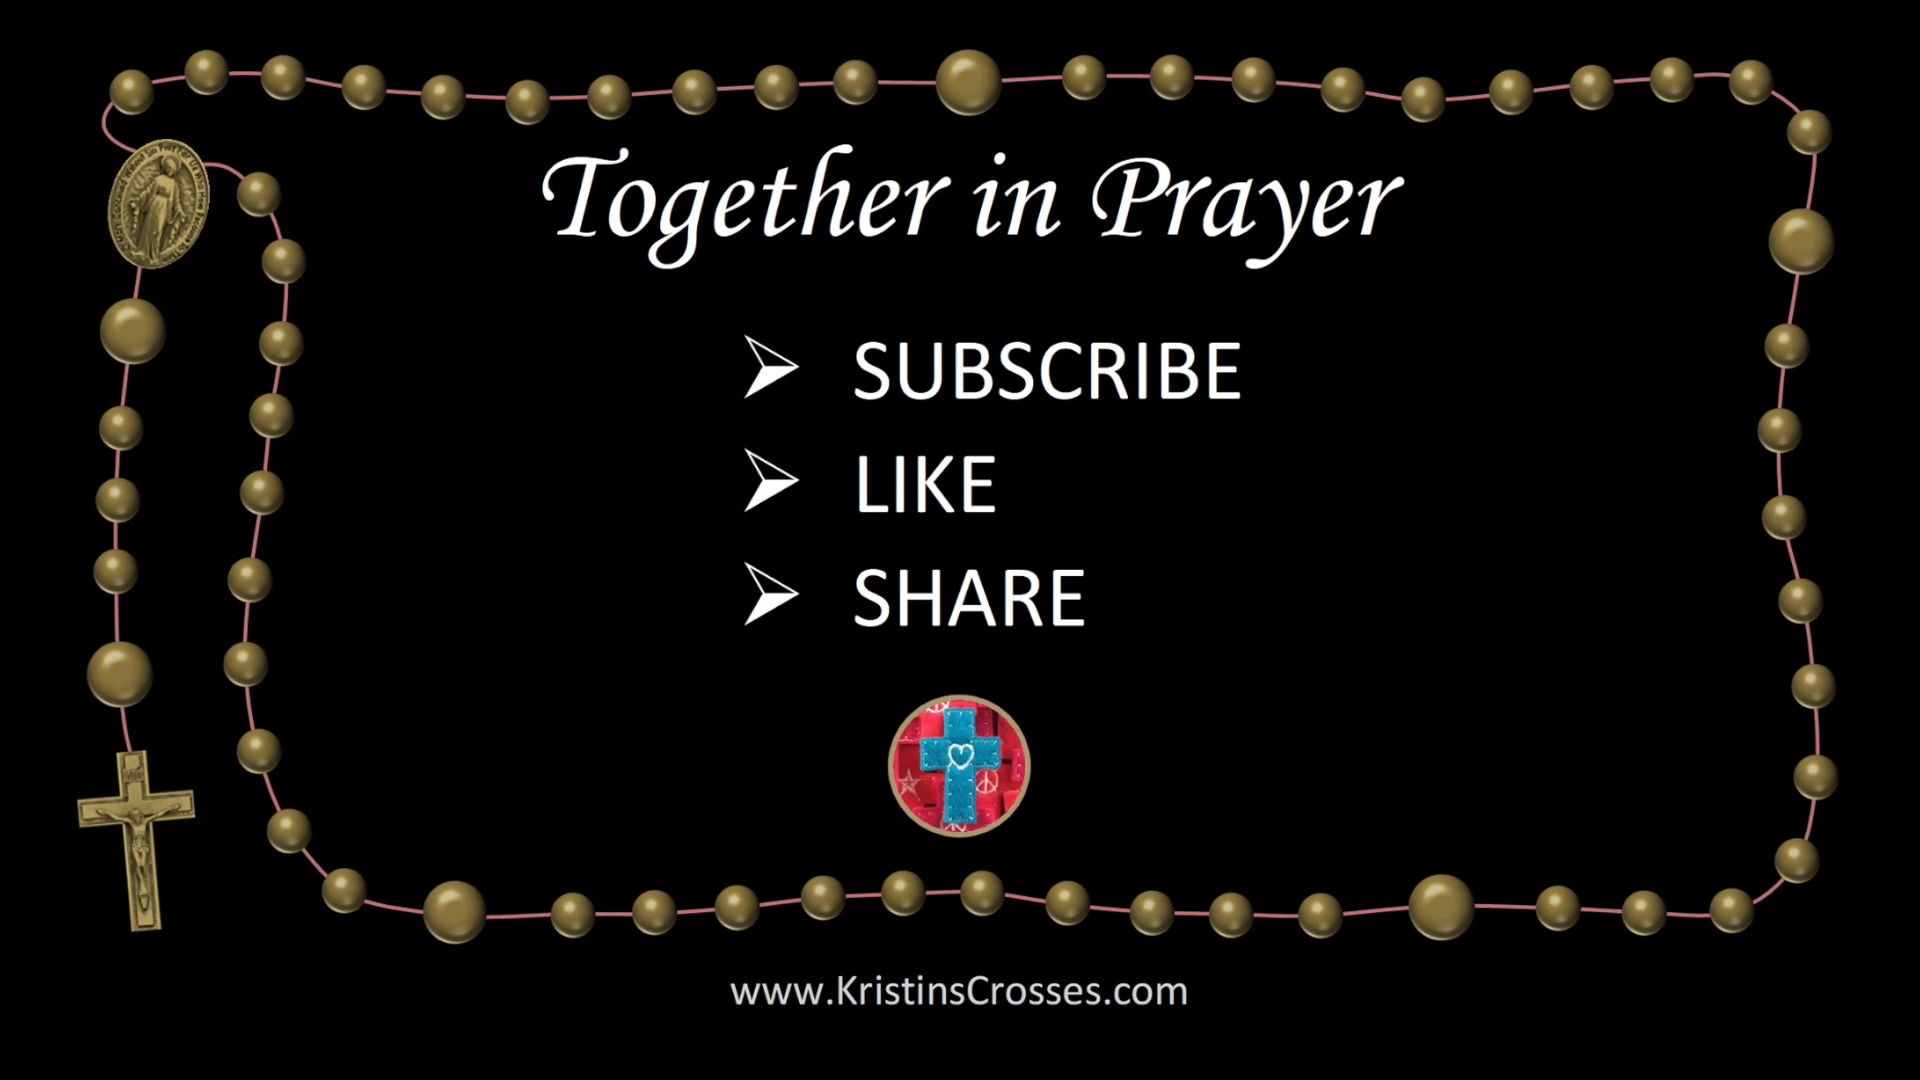 Together in Prayer
SUBSCRIBE
LIKE
SHARE
www.KristinsCrosses.com